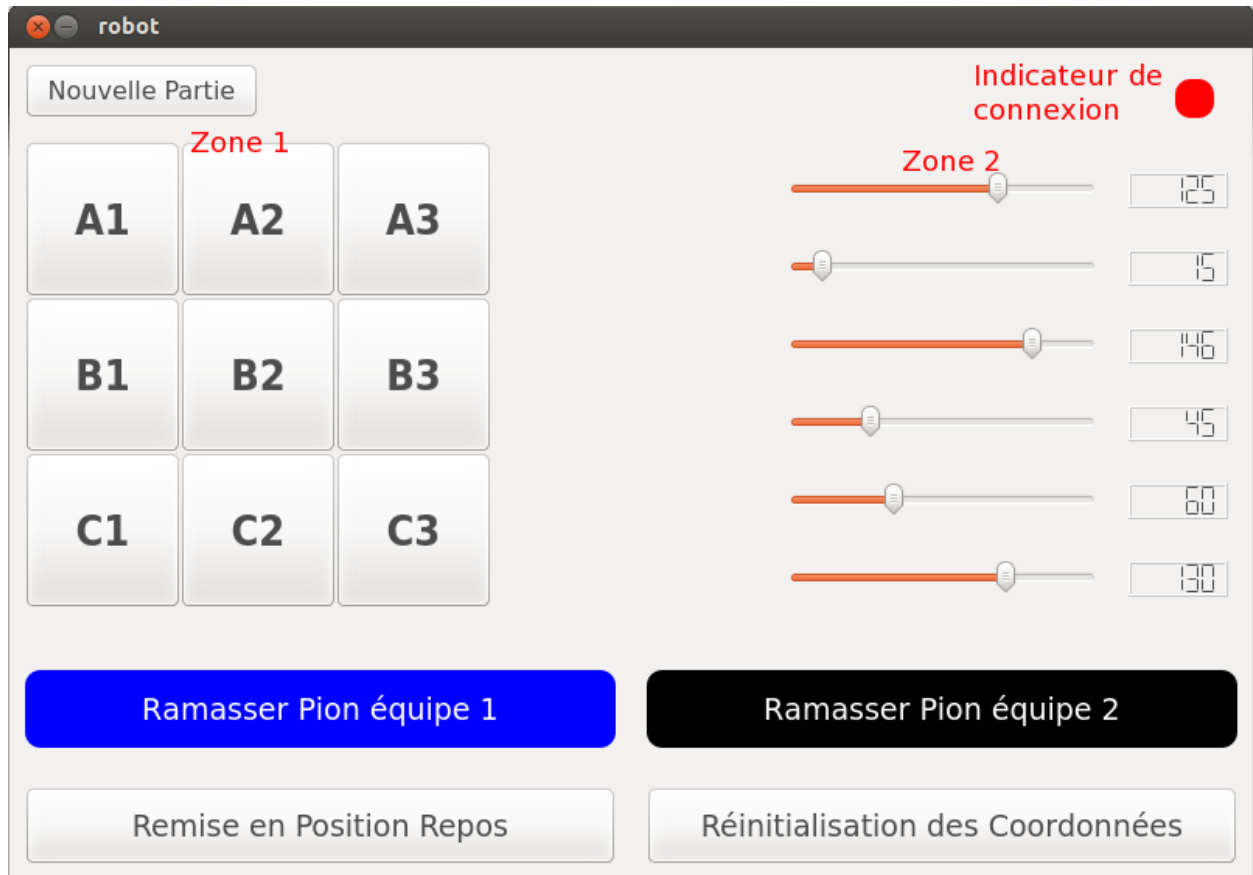 robot
Nouvelle Partie
Indicateur de
connexion
Zone 1
Zone 2
A1 A2 A3
B1 B2 B3
C1 C2 C3
125
15
146
45
60
130
Ramasser Pion équipe 1
Ramasser Pion équipe 2
Remise en Position Repos
Réinitialisation des Coordonnées